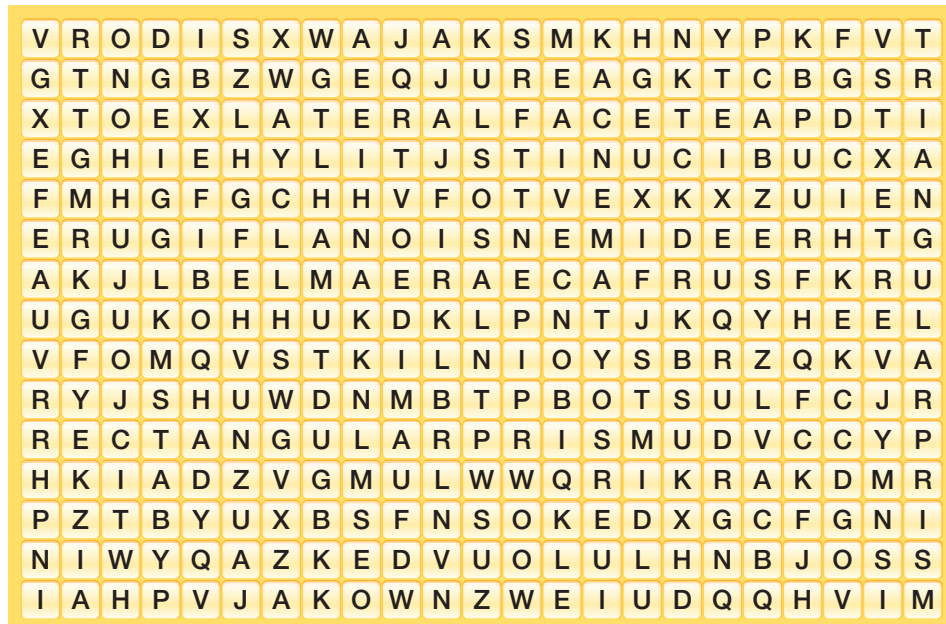 V R O D I S X W A J A K S M K H N Y P K F V T
G T N G B Z W G E Q J U R E A G K T C B G S R
X T O E X L A T E R A L F A C E T E A P D T I
E G H I E H Y L I T J S T I N U C I B U C X A
F M H G F G C H H V F O T V E X K X Z U I E N
E R U G I F L A N O I S N E M I D E E R H T G
A K J L B E L M A E R A E C A F R U S F K R U
U G U K O H H U K D K L P N T J K Q Y H E E L
V F O M Q V S T K I L N I O Y S B R Z Q K V A
R Y J S H U W D N M B T P B O T S U L F C J R
R E C T A N G U L A R P R I S M U D V C C Y P
H K I A D Z V G M U L W W Q R I K R A K D M R
P Z T B Y U X B S F N S O K E D X G C F G N I
N I W Y Q A Z K E D V U O L U L H N B J O S S
I A H P V J A K O W N Z W E I U D Q Q H V I M